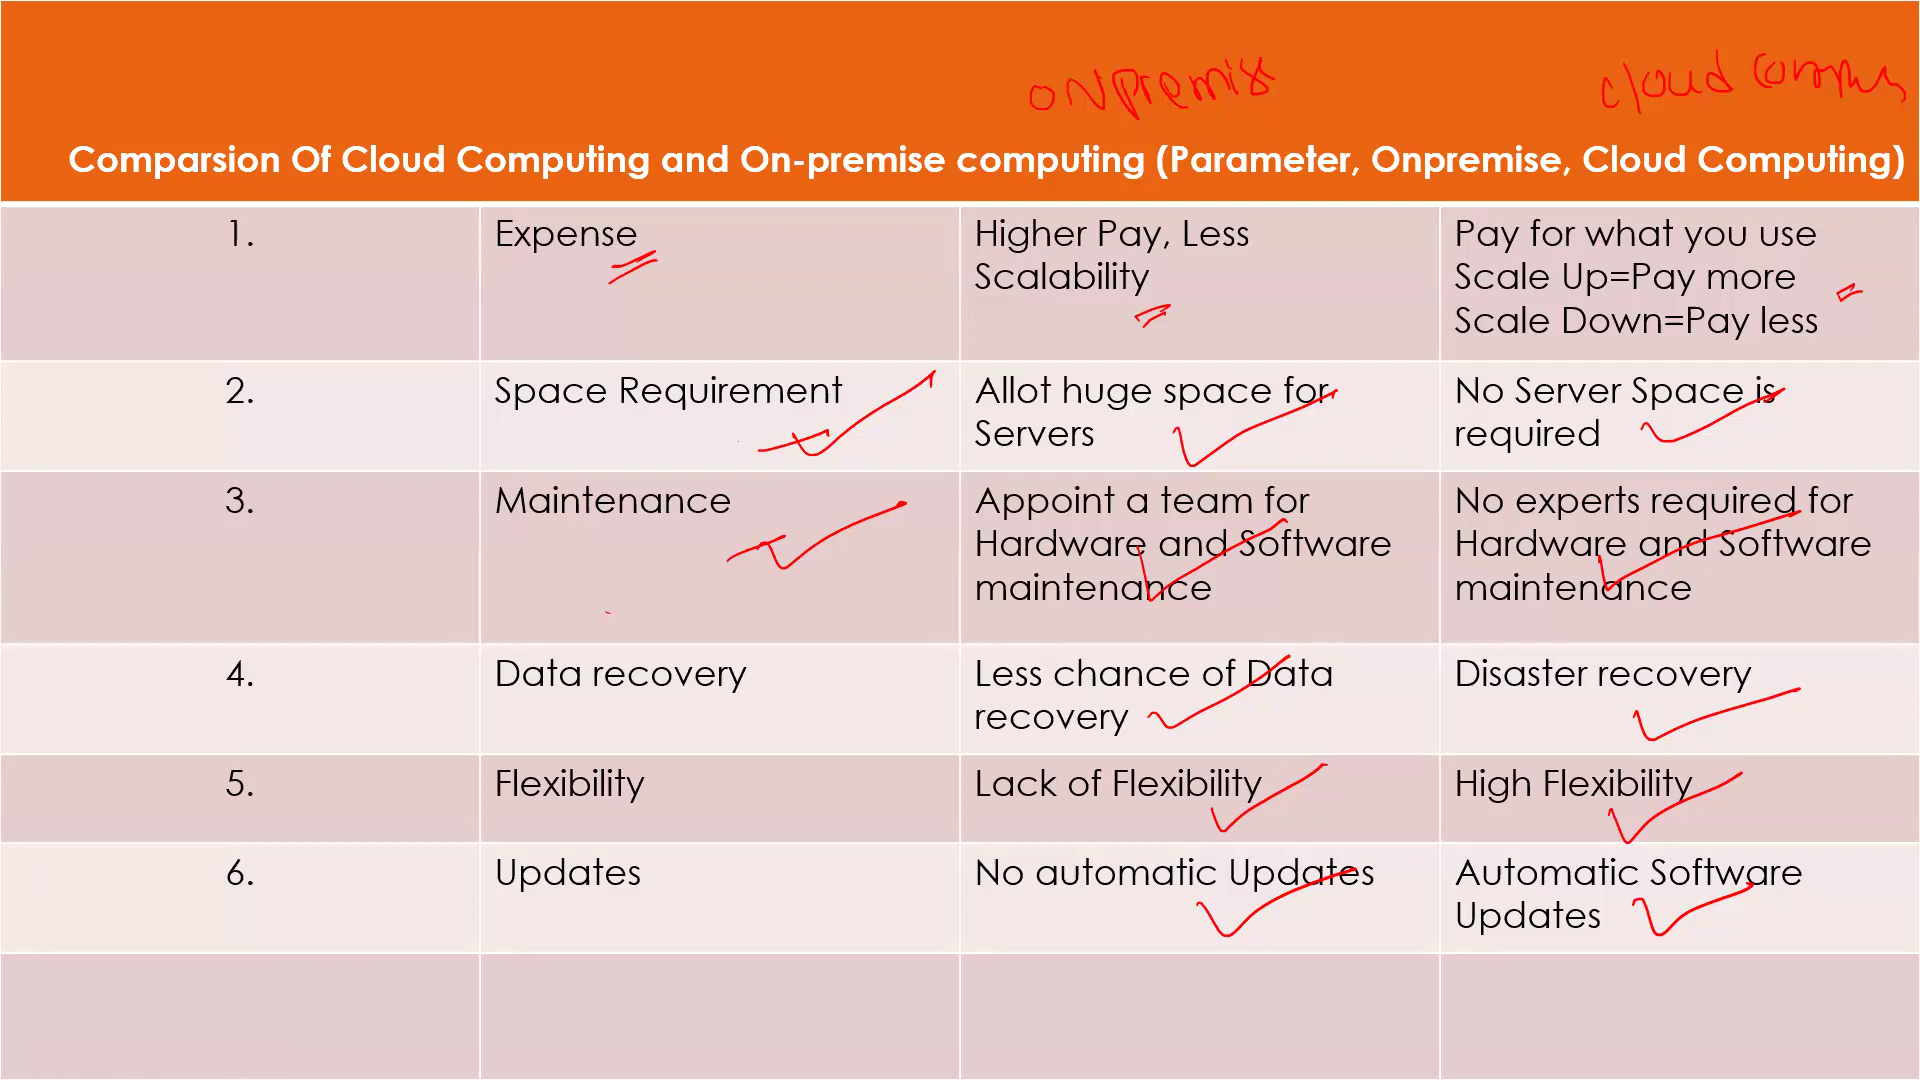 onpremise
cloud
Comparsion Of Cloud Computing and On-premise computing (Parameter, Onpremise, Cloud Computing)
1.
Expense
Higher Pay, Less
Scalability
Pay for what you use
Scale Up=Pay more
Scale Down=Pay less
2.
Space Requirement
Allot huge space for
Servers
No Server Space is
required
3.
Maintenance
Appoint a team for
Hardware and Software
maintenance
No experts required for
Hardware and Software
maintenance
4.
Data recovery
Less chance of Data
recovery
Disaster recovery
5.
Flexibility
Lack of Flexibility
High Flexibility
6.
Updates
No automatic Updates
Automatic Software
Updates